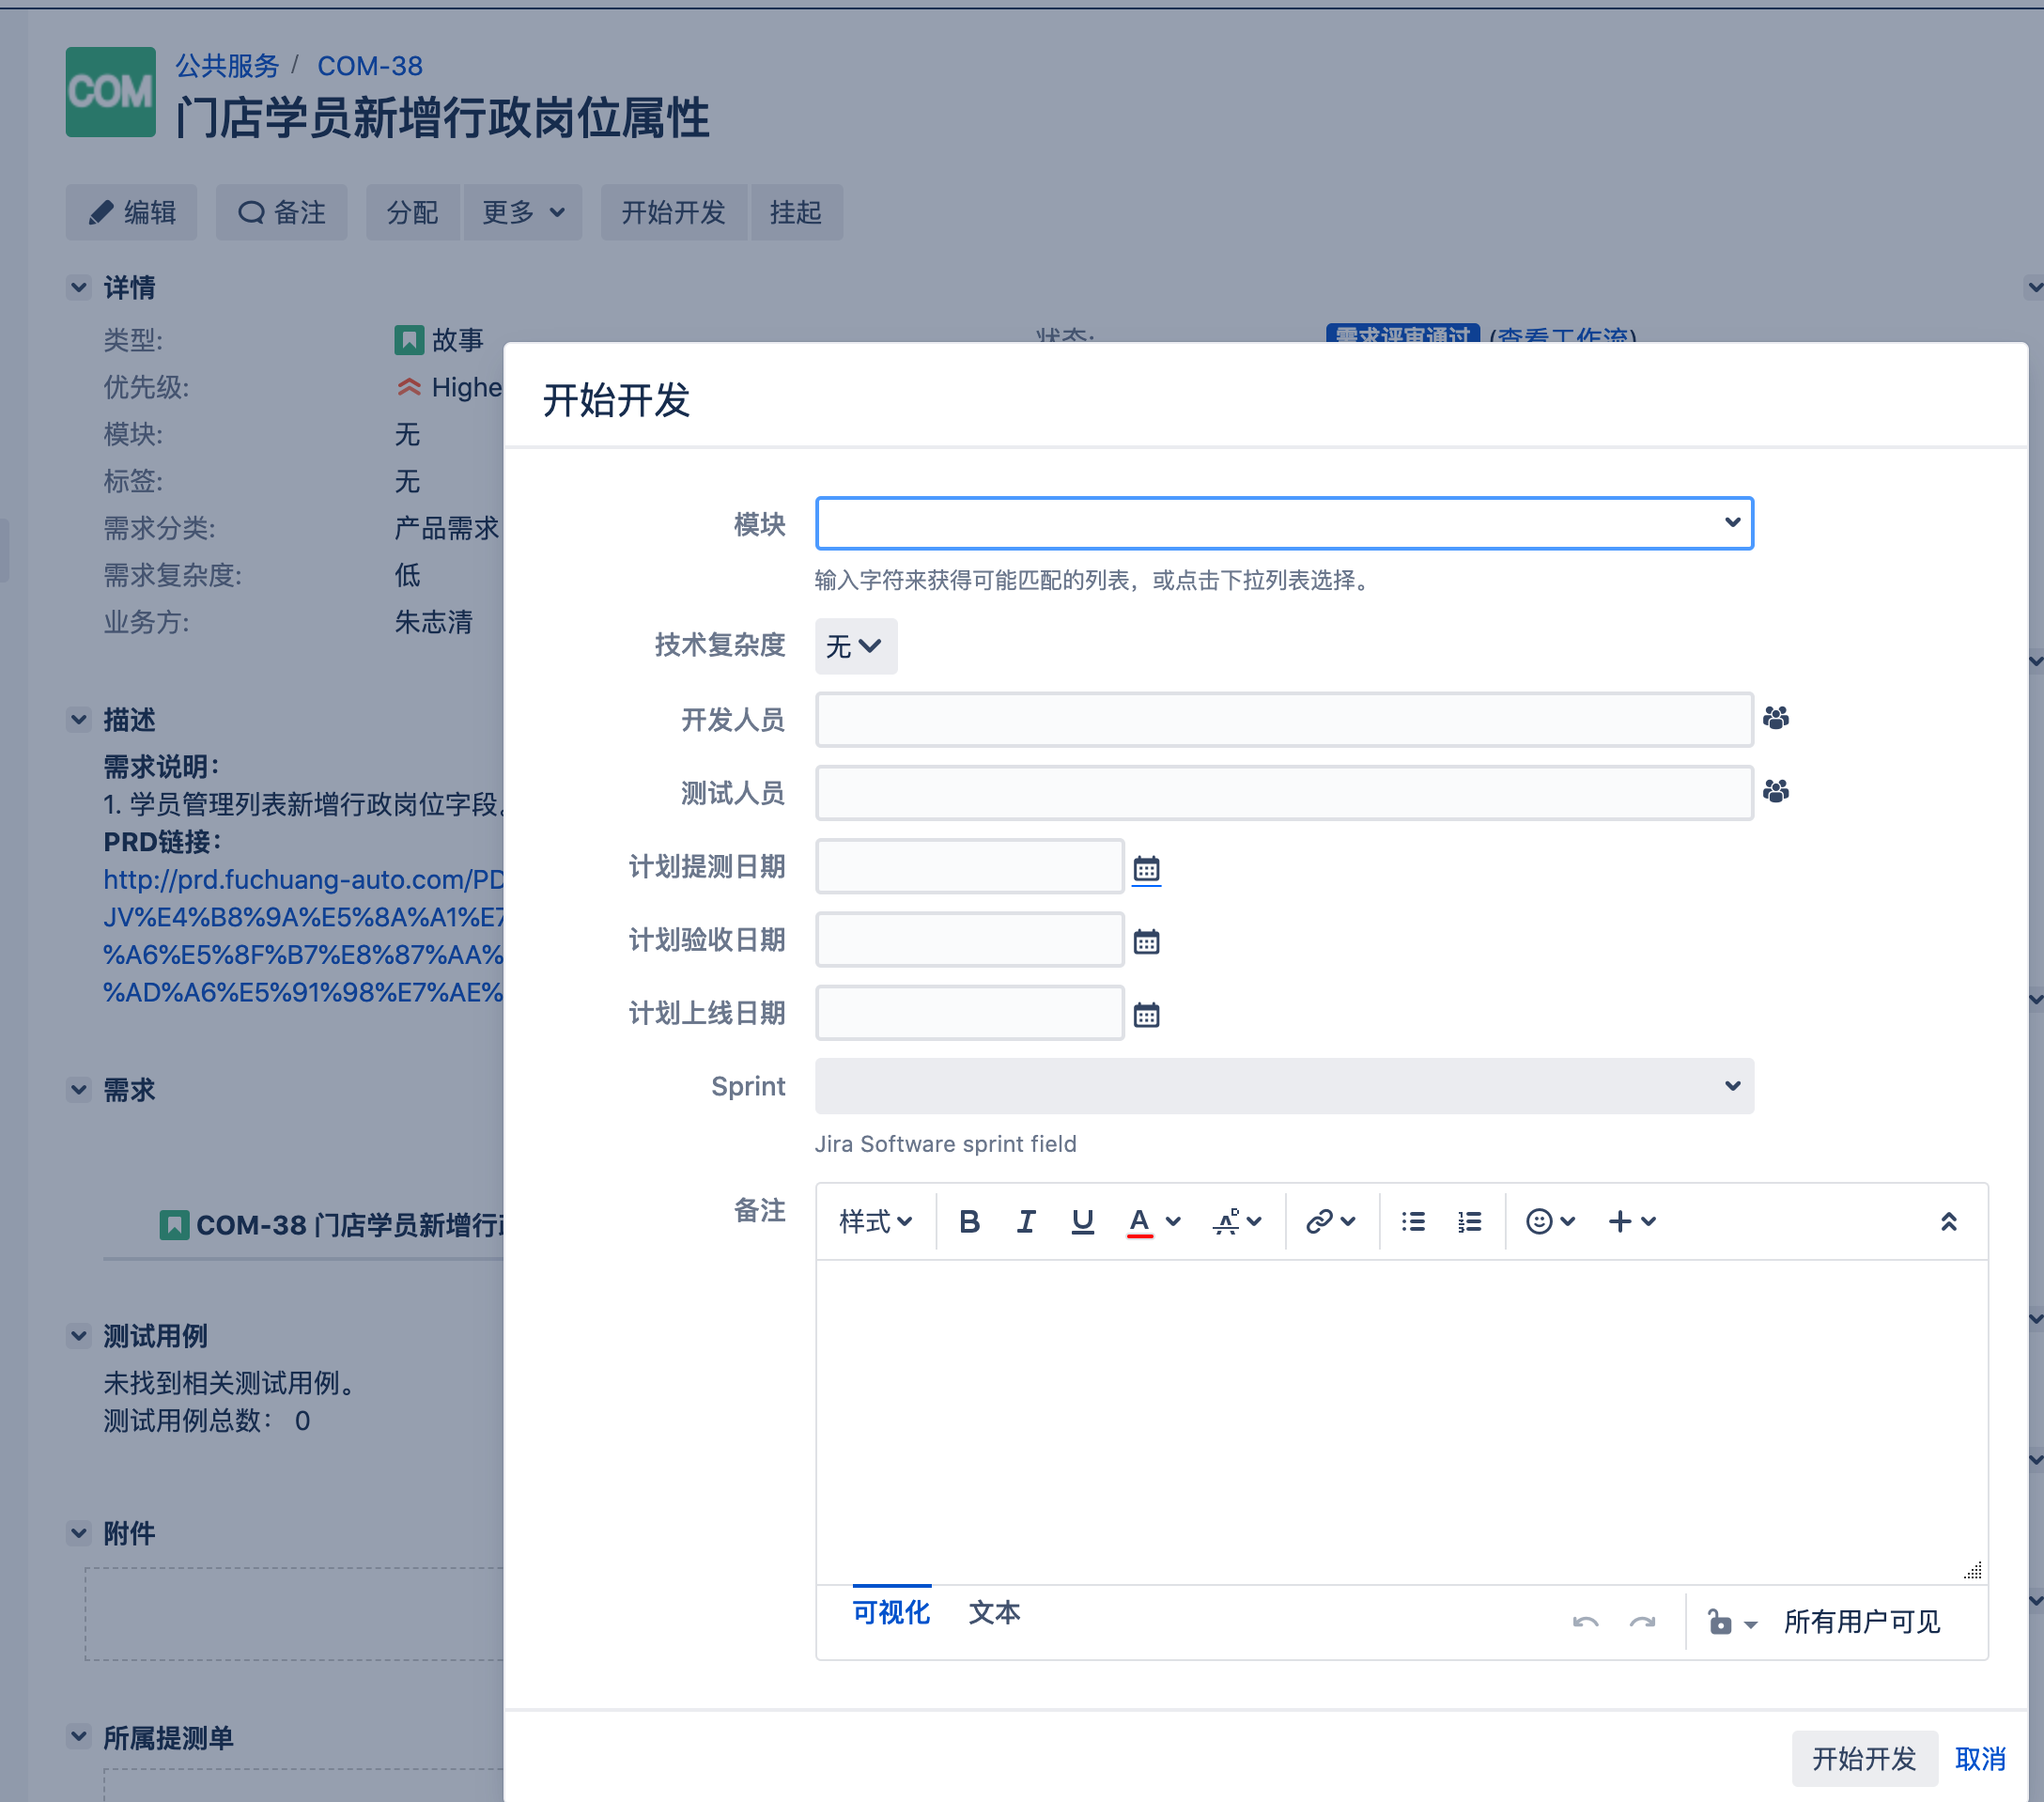 COM
公共服务 / COM-38
门店学员新增行政岗位属性
编辑 备注 分配 更多 开始开发 挂起
详情
类型: 故事 状态: 需求评审通过 (查看工作流)
优先级: Highe
模块: 无
标签: 无
需求分类: 产品需求
需求复杂度: 低
业务方: 朱志清
描述
需求说明：
1. 学员管理列表新增行政岗位字段。
PRD链接：
http://prd.fuchuang-auto.com/PD
JV%E4%B8%9A%E5%8A%A1%E7
%A6%E5%8F%B7%E8%87%AA%
%AD%A6%E5%91%98%E7%AE%
需求
COM-38 门店学员新增行
测试用例
未找到相关测试用例。
测试用例总数： 0
附件
所属提测单
开始开发
模块
输入字符来获得可能匹配的列表，或点击下拉列表选择。
技术复杂度 无
开发人员
测试人员
计划提测日期
计划验收日期
计划上线日期
Sprint
Jira Software sprint field
备注 样式 B I U A
可视化 文本 所有用户可见
开始开发 取消